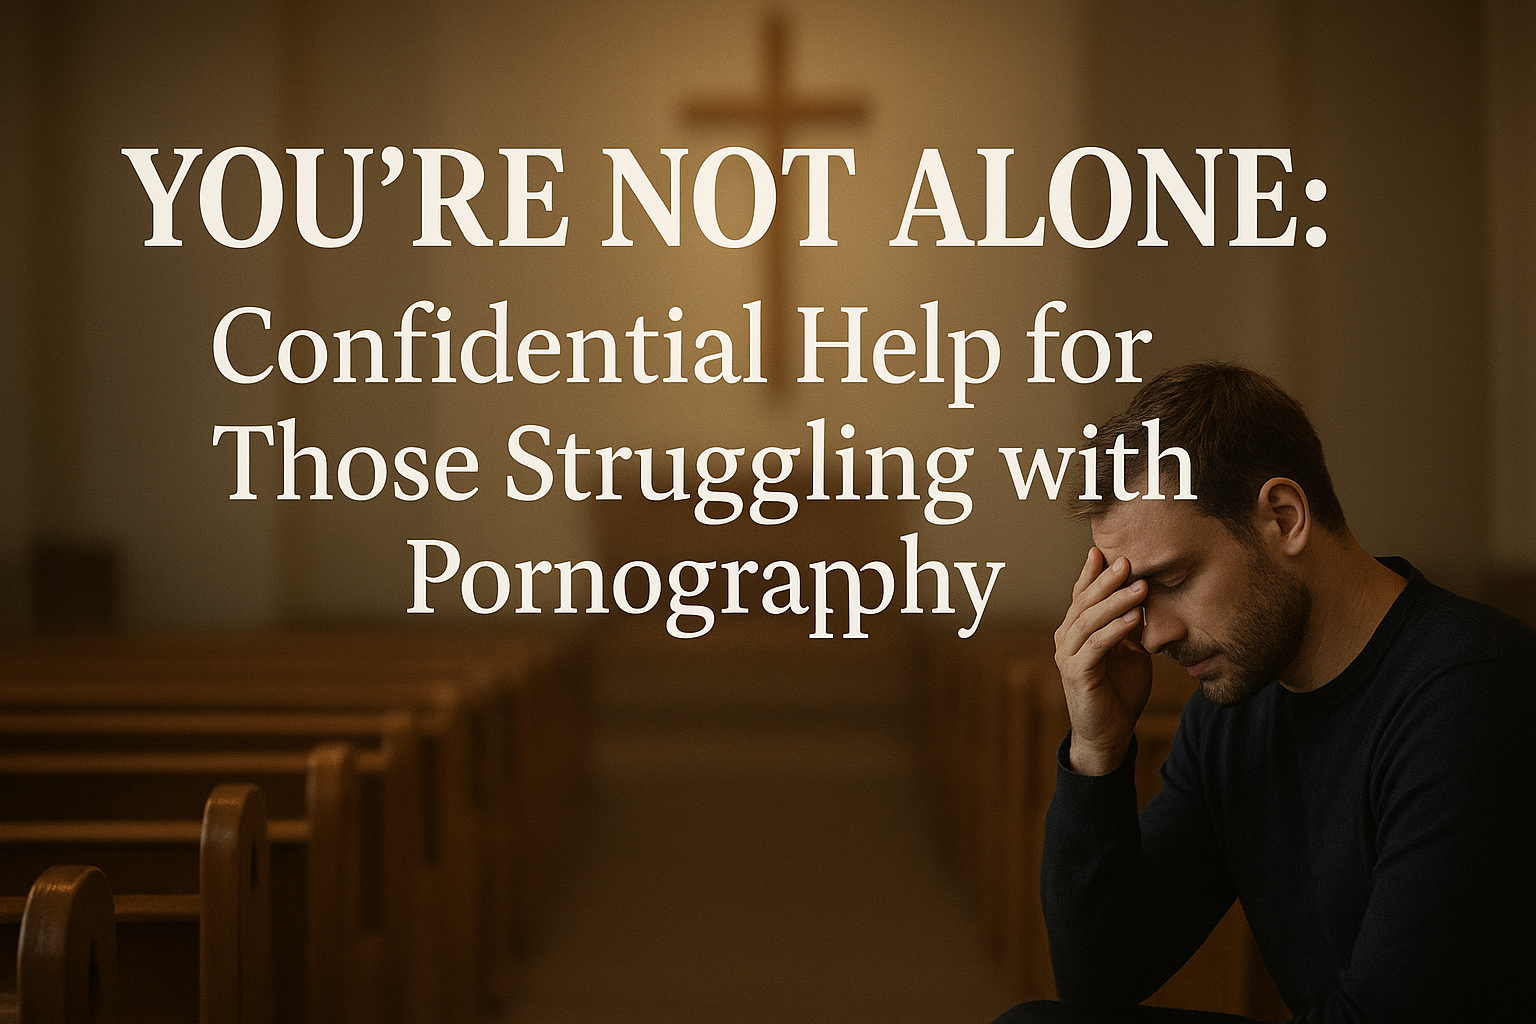 YOU’RE NOT ALONE:
Confidential Help for
Those Struggling with
Pornography